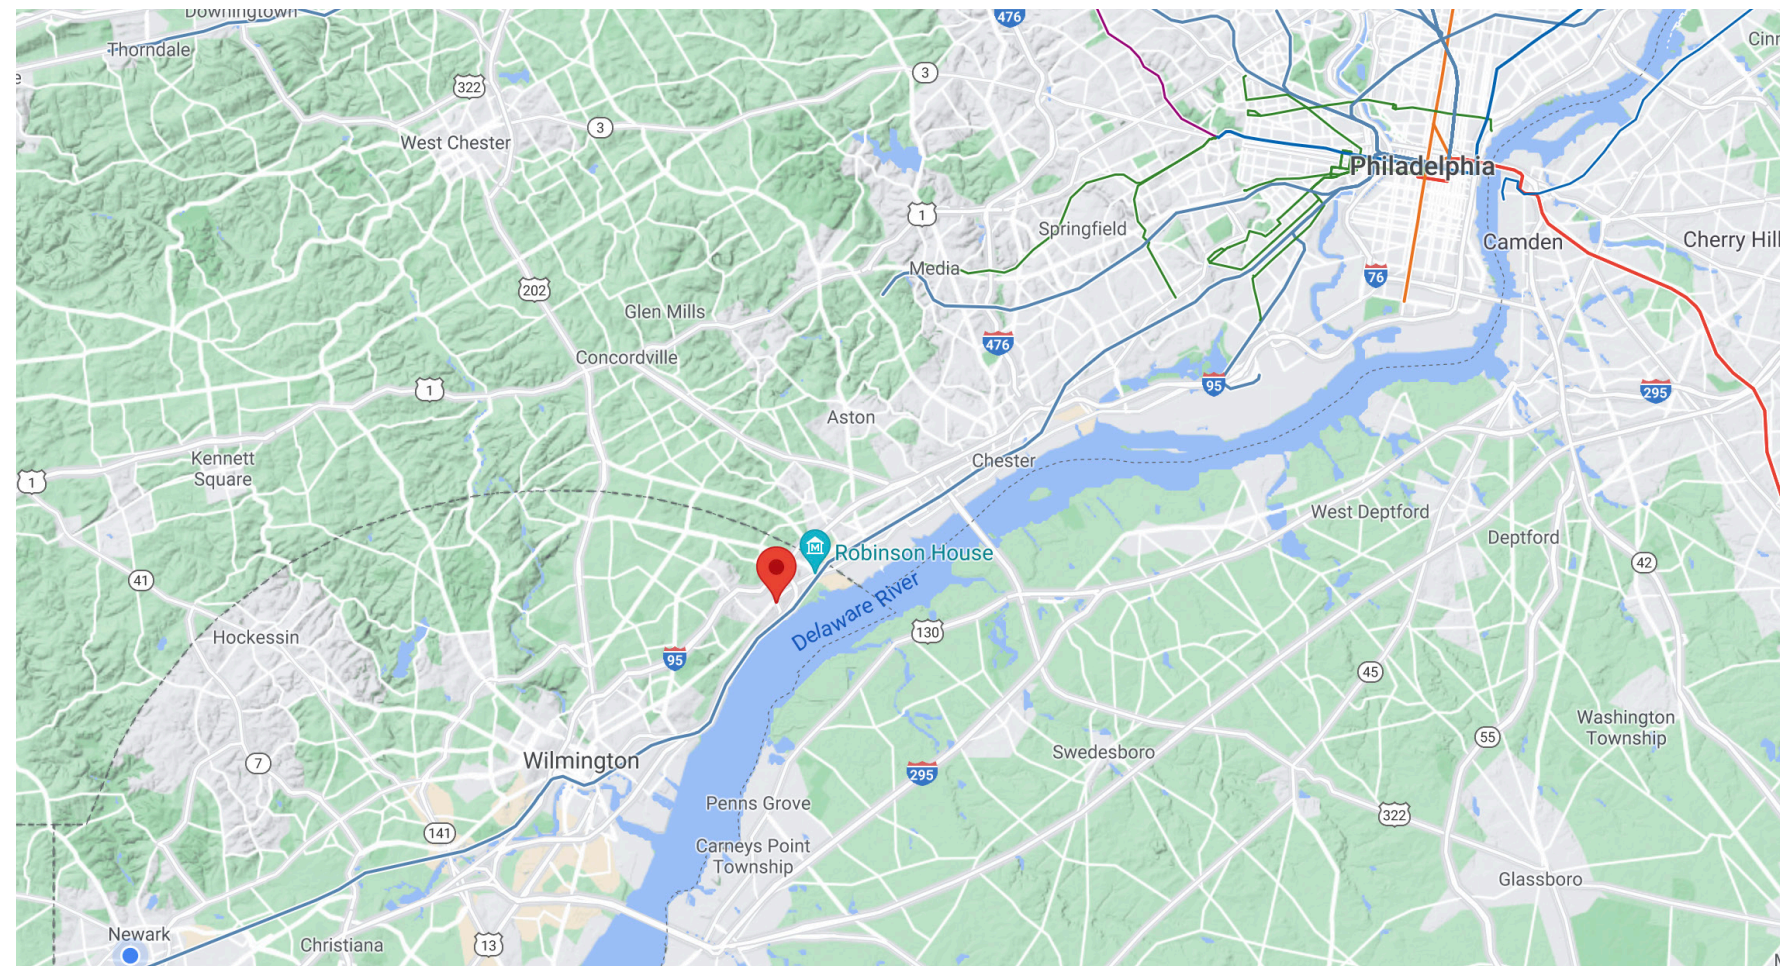 Downingtown
476
Thorndale
Cinn
3
322
3
West Chester
Philadelphia
1
Springfield
Camden
Cherry Hill
Media
76
202
Glen Mills
476
Concordville
95
1
295
Aston
Kennett
Square
Chester
1
West Deptford
Deptford
Robinson House
42
41
Delaware River
130
Hockessin
95
45
Washington
Township
55
Swedesboro
Wilmington
7
295
Penns Grove
322
141
Carneys Point
Township
Glassboro
Newark
Christiana
13